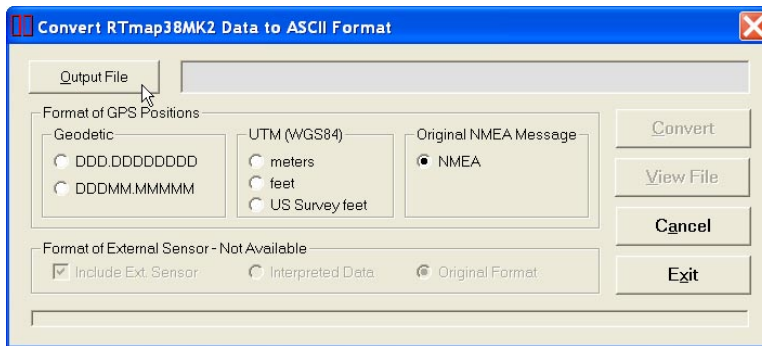 Convert RTmap38MK2 Data to ASCII Format
Output File
Format of GPS Positions
Geodetic
DDD.DDDDDDDD
DDDMM.MMMMM
UTM (WGS84)
meters
feet
US Survey feet
Original NMEA Message
NMEA
Convert
View File
Cancel
Exit
Format of External Sensor - Not Available
Include Ext. Sensor
Interpreted Data
Original Format